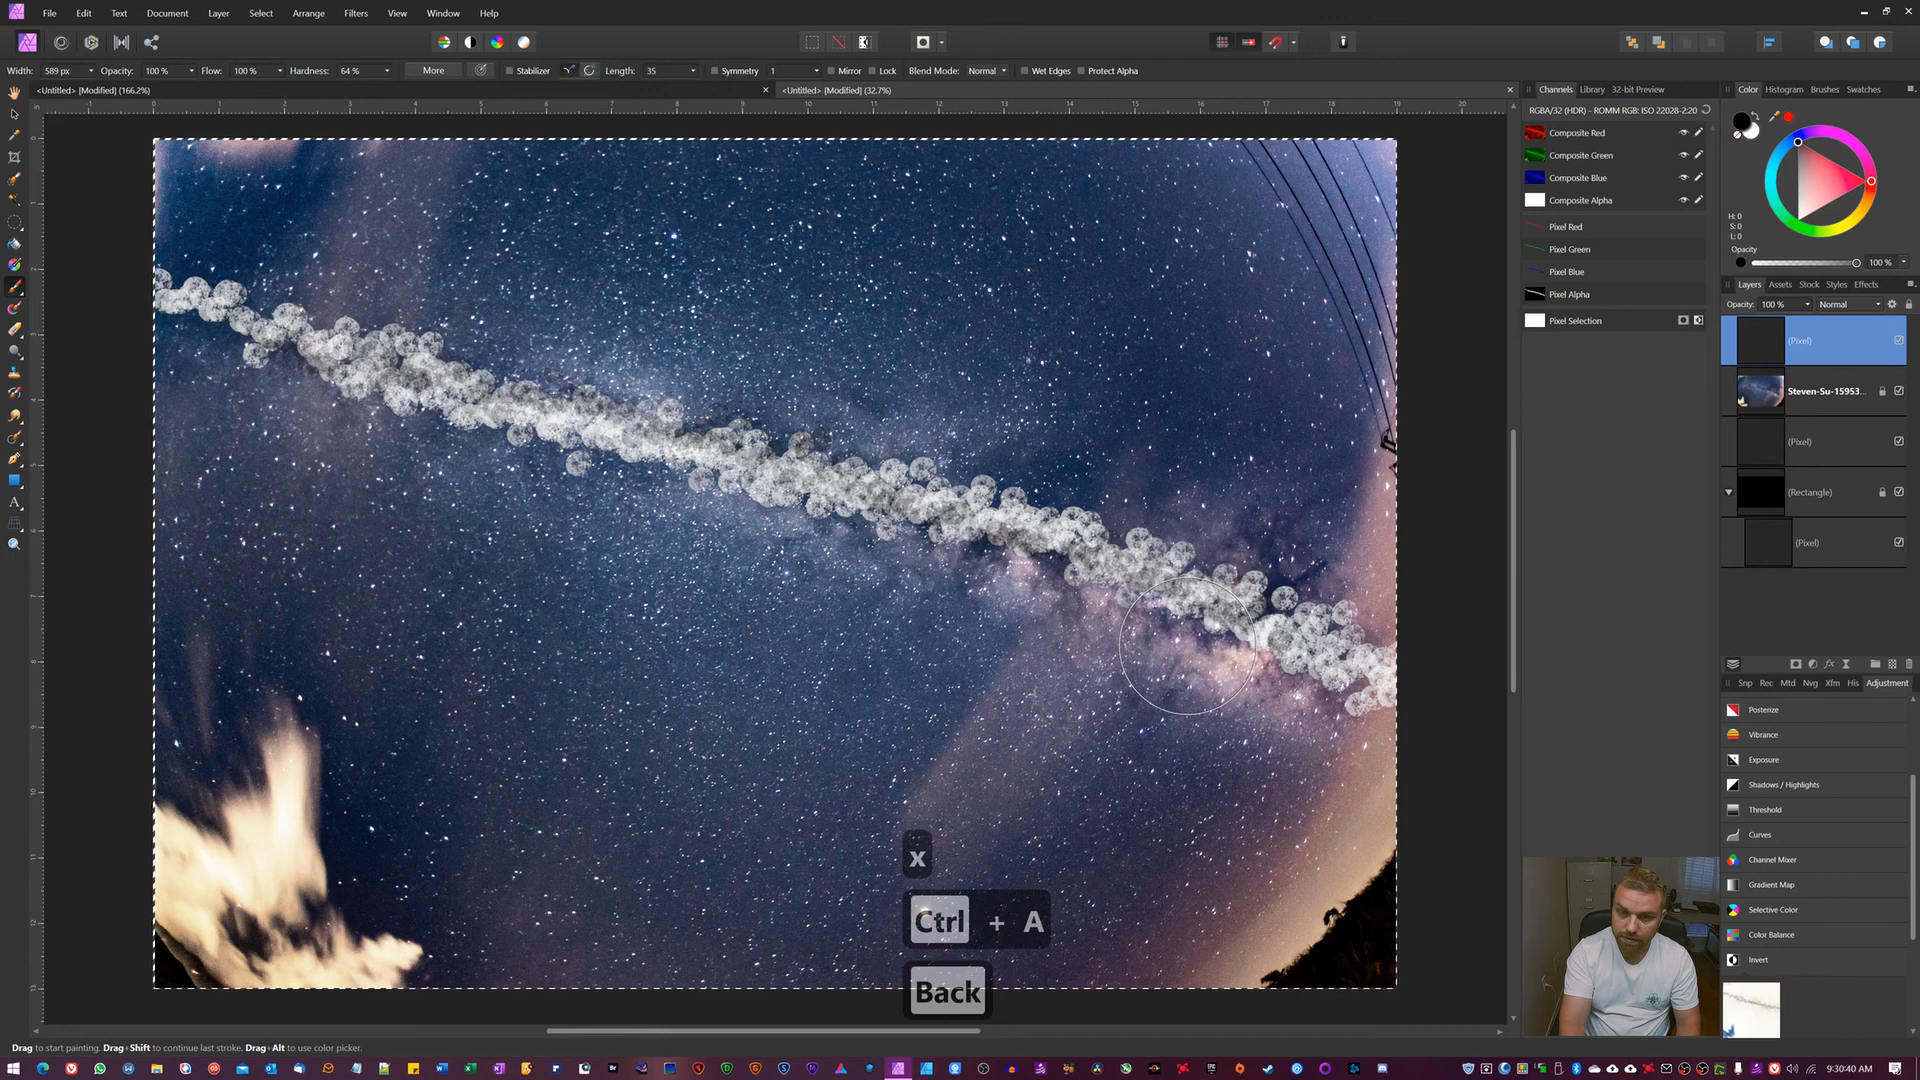 File Edit Text Document Layer Select Arrange Filters View Window Help
Width: 589 px Opacity: 100 % Flow: 100 % Hardness: 64 % More Stabilizer Length: 35 Symmetry 1 Mirror Lock Blend Mode: Normal Wet Edges Protect Alpha
<Untitled> [Modified] (166.2%)
<Untitled> [Modified] (32.7%)
Channels Library 32-bit Preview
RGBA/32 (HDR) - ROMM RGB: ISO 22028-2:20
Composite Red
Composite Green
Composite Blue
Composite Alpha
Pixel Red
Pixel Green
Pixel Blue
Pixel Alpha
Pixel Selection
Color Histogram Brushes Swatches
H: 0
S: 0
L: 0
Opacity
100 %
Layers Assets Stock Styles Effects
Opacity: 100 % Normal
(Pixel)
Steven-Su-15953...
(Pixel)
(Rectangle)
(Pixel)
Snp Rec Mtd Nvg Xfm His Adjustment
Posterize
Vibrance
Exposure
Shadows / Highlights
Threshold
Curves
Channel Mixer
Gradient Map
Selective Color
Color Balance
Invert
x
Ctrl + A
Back
Drag to start painting. Drag+Shift to continue last stroke. Drag+Alt to use color picker.
9:30:40 AM